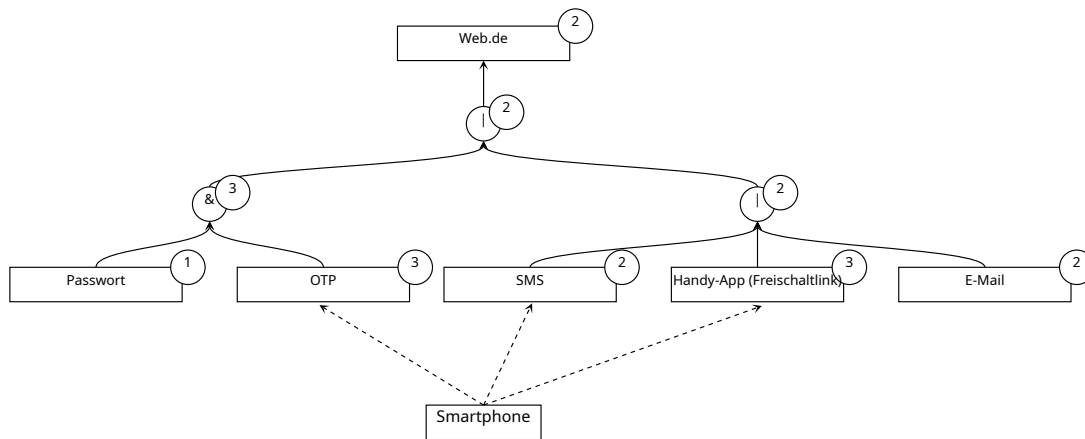 2
Web.de
2
|
3
&
2
|
1
Passwort
3
OTP
2
SMS
3
Handy-App (Freischaltlink)
2
E-Mail
Smartphone